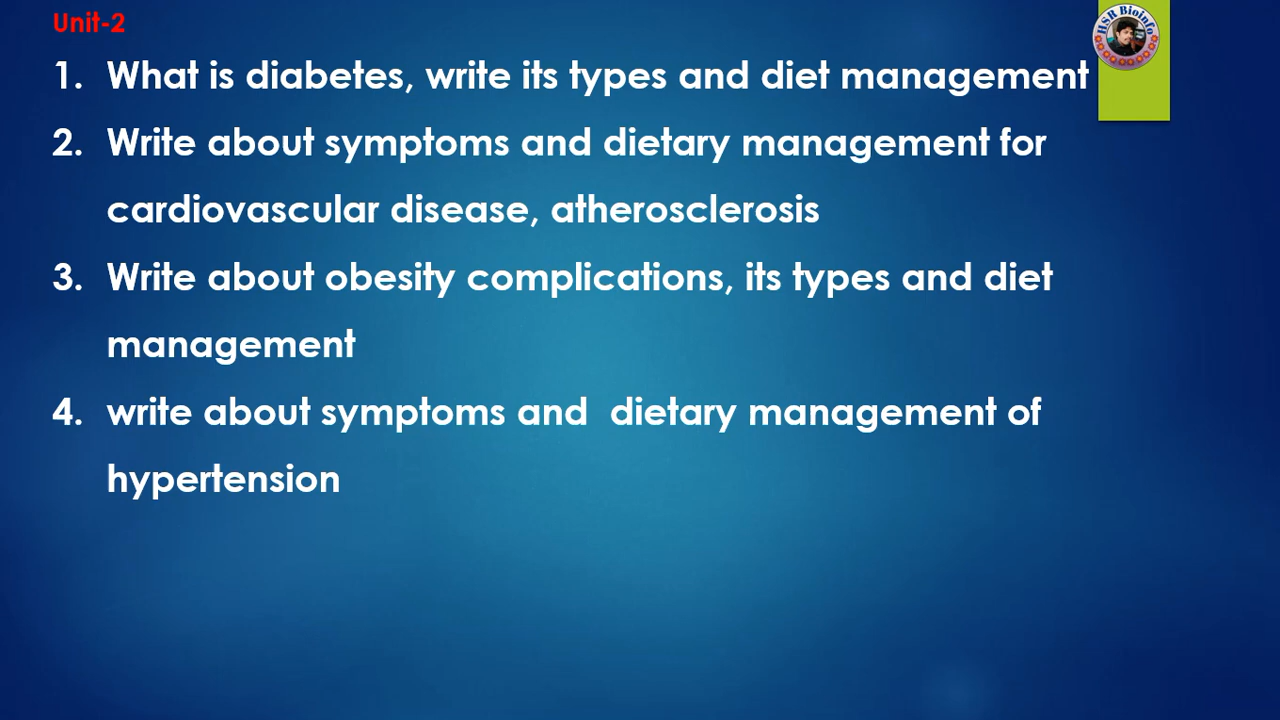 Unit-2
HSR Bioinfo
1. What is diabetes, write its types and diet management
2. Write about symptoms and dietary management for
cardiovascular disease, atherosclerosis
3. Write about obesity complications, its types and diet
management
4. write about symptoms and dietary management of
hypertension